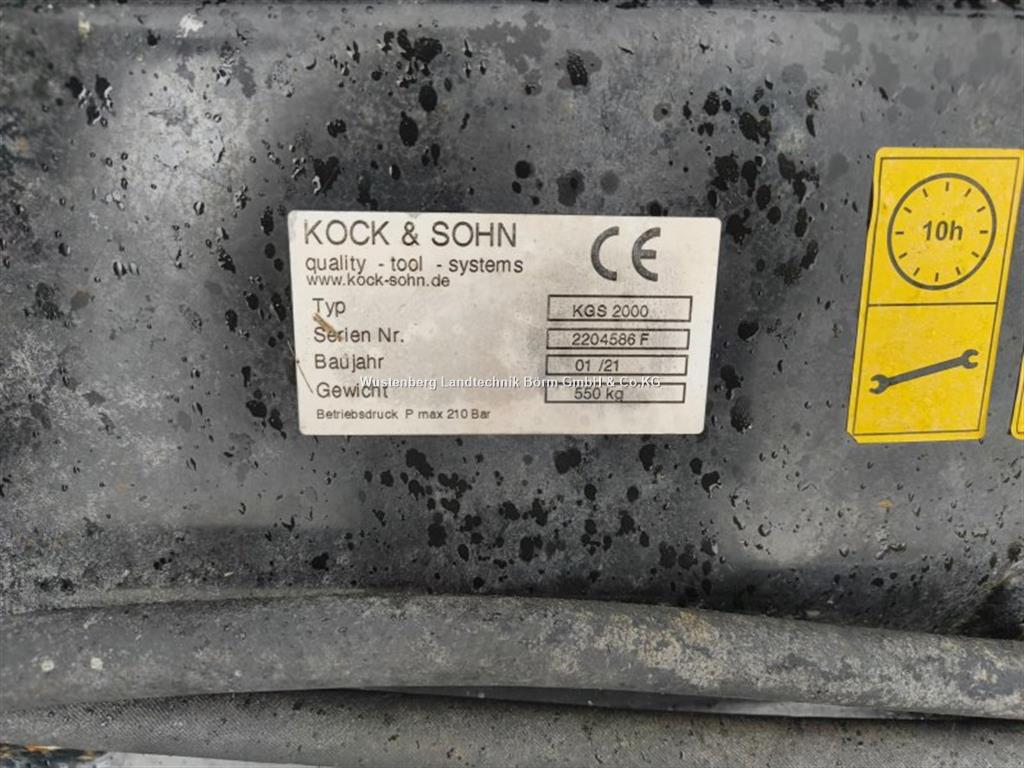 KOCK & SOHN
quality - tool - systems
www.kock-sohn.de
CE
Typ KGS 2000
Serien Nr. 2204586 F
Baujahr 01 /21
Wüstenberg Landtechnik Börm GmbH & Co.KG
Gewicht 550 kg
Betriebsdruck P max 210 Bar
10h